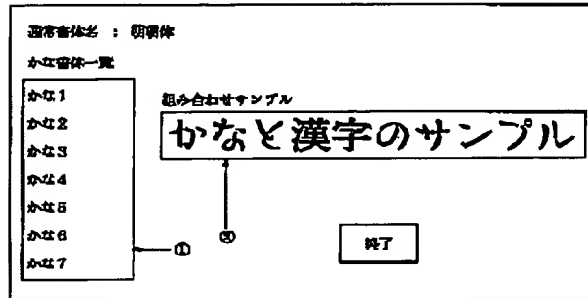 通常書体名 : 明朝体
かな書体一覧
かな1
かな2
かな3
かな4
かな5
かな6
かな7
組み合わせサンプル
かなと漢字のサンプル
①
②
終了